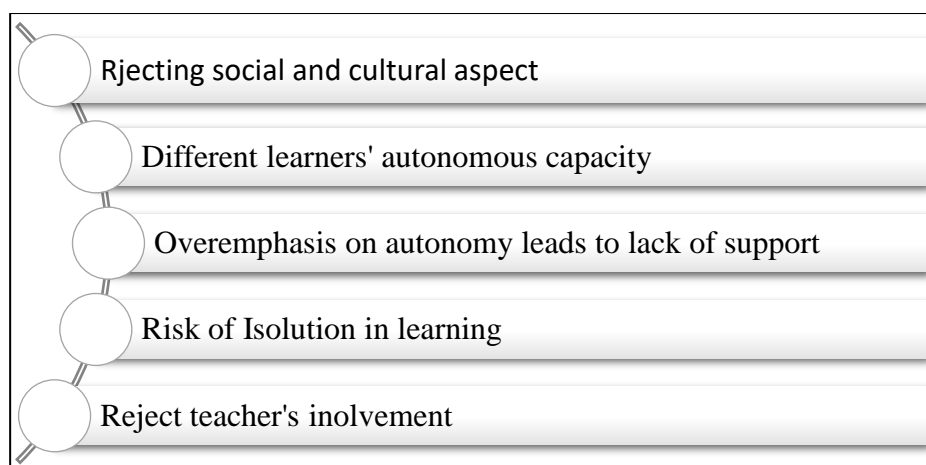 Rjecting social and cultural aspect
Different learners' autonomous capacity
Overemphasis on autonomy leads to lack of support
Risk of Isolution in learning
Reject teacher's inolvement